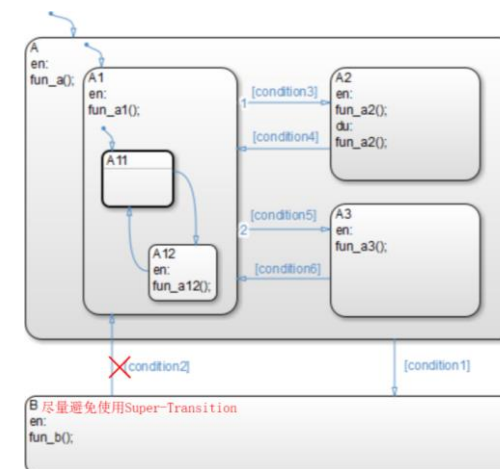 A
en:
fun_a();
A1
en:
fun_a1();
A11
A12
en:
fun_a12();
1
[condition3]
[condition4]
2
[condition5]
[condition6]
A2
en:
fun_a2();
du:
fun_a2();
A3
en:
fun_a3();
[condition2]
[condition1]
B 尽量避免使用Super-Transition
en:
fun_b();